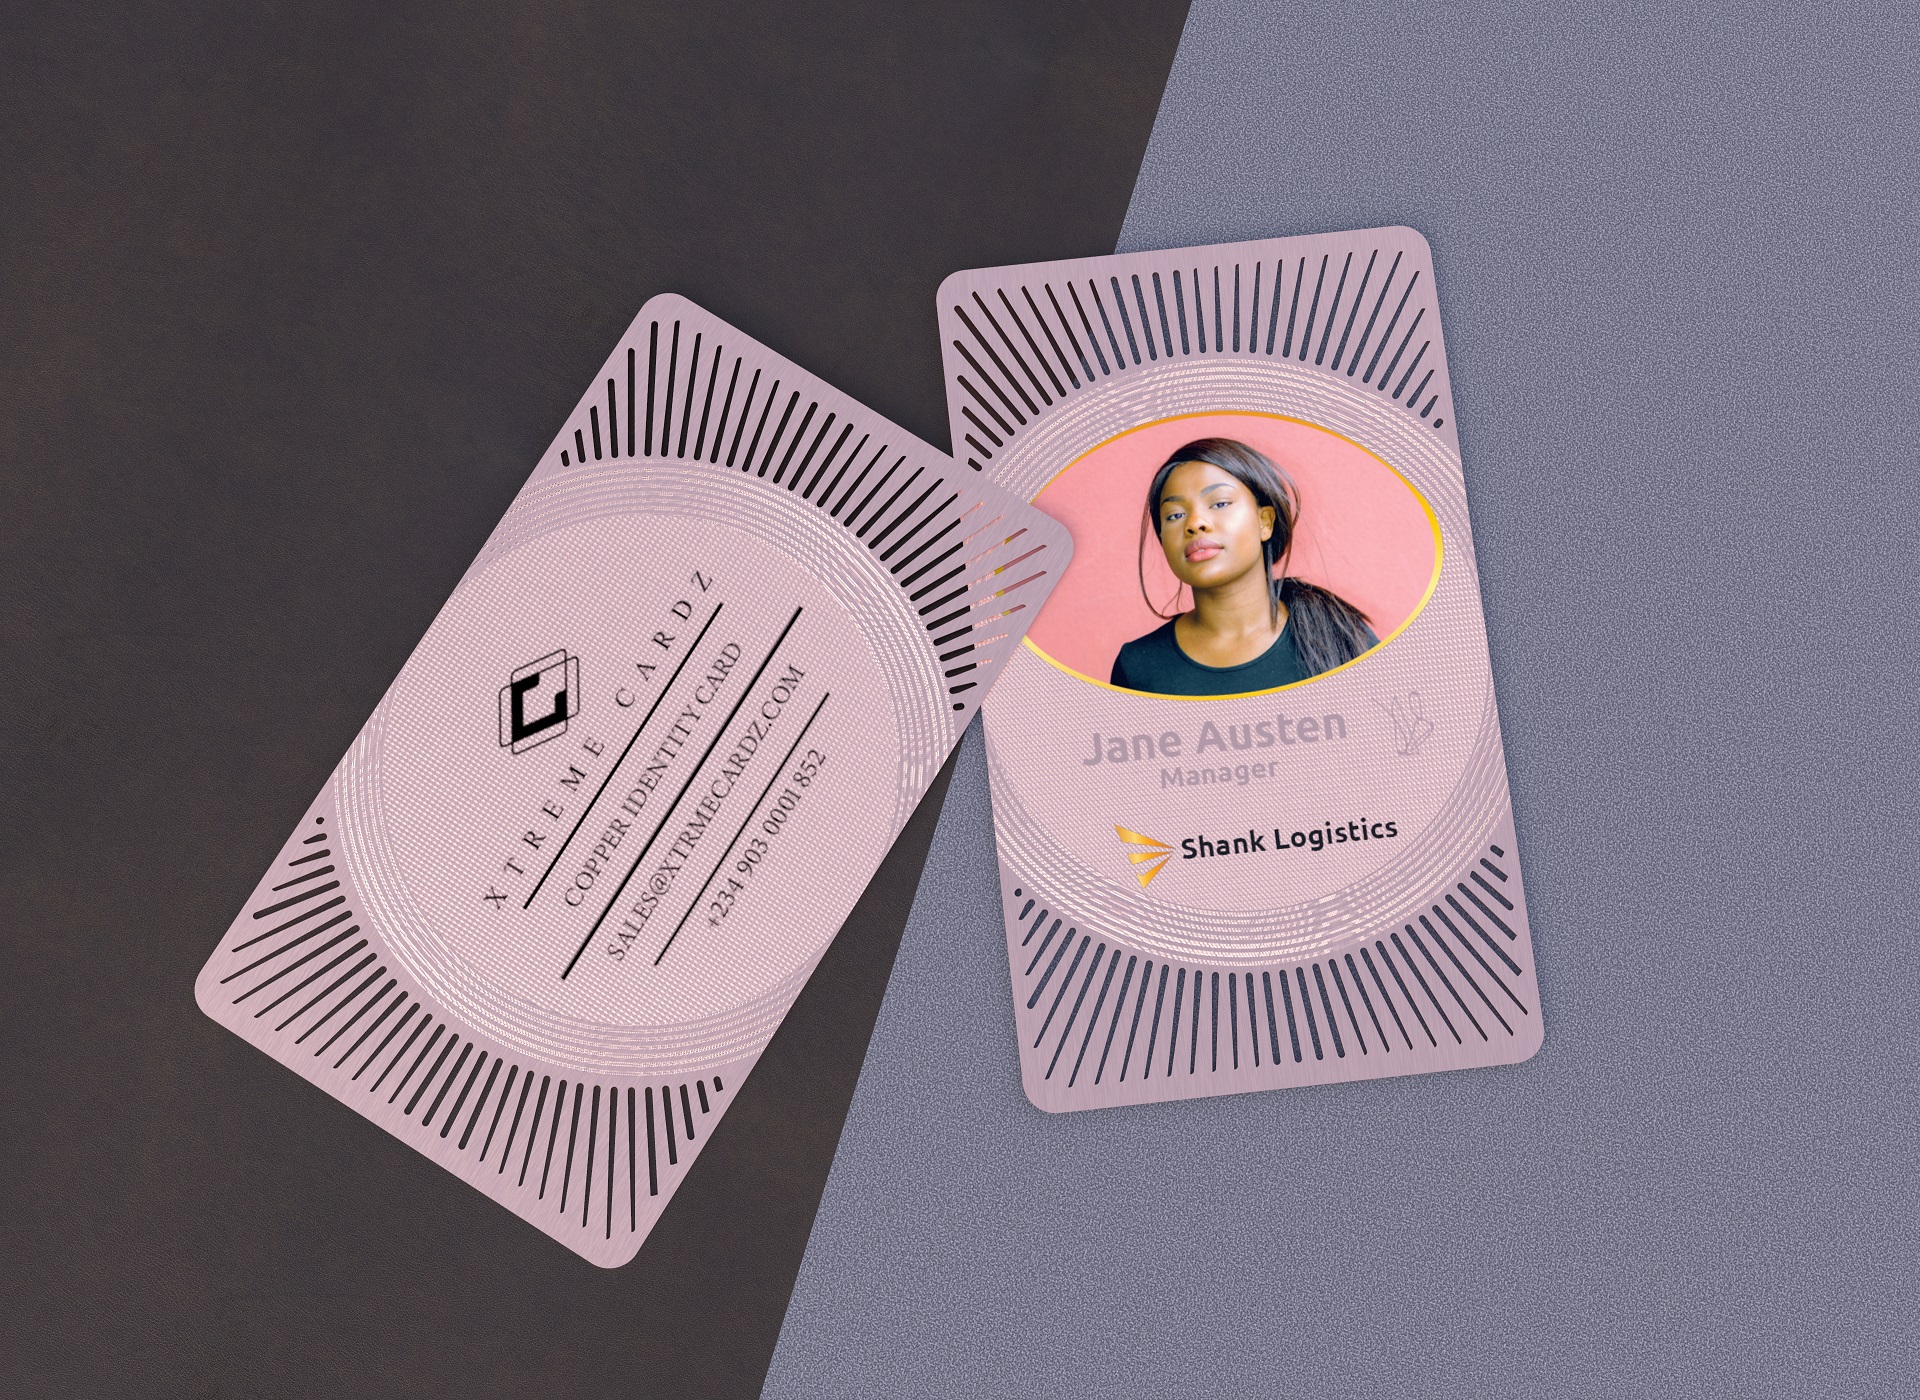 XTREME CARDZ
COPPER IDENTITY CARD
SALES@XTRMECARDZ.COM
+234 903 0001 852
Jane Austen
Manager
Shank Logistics